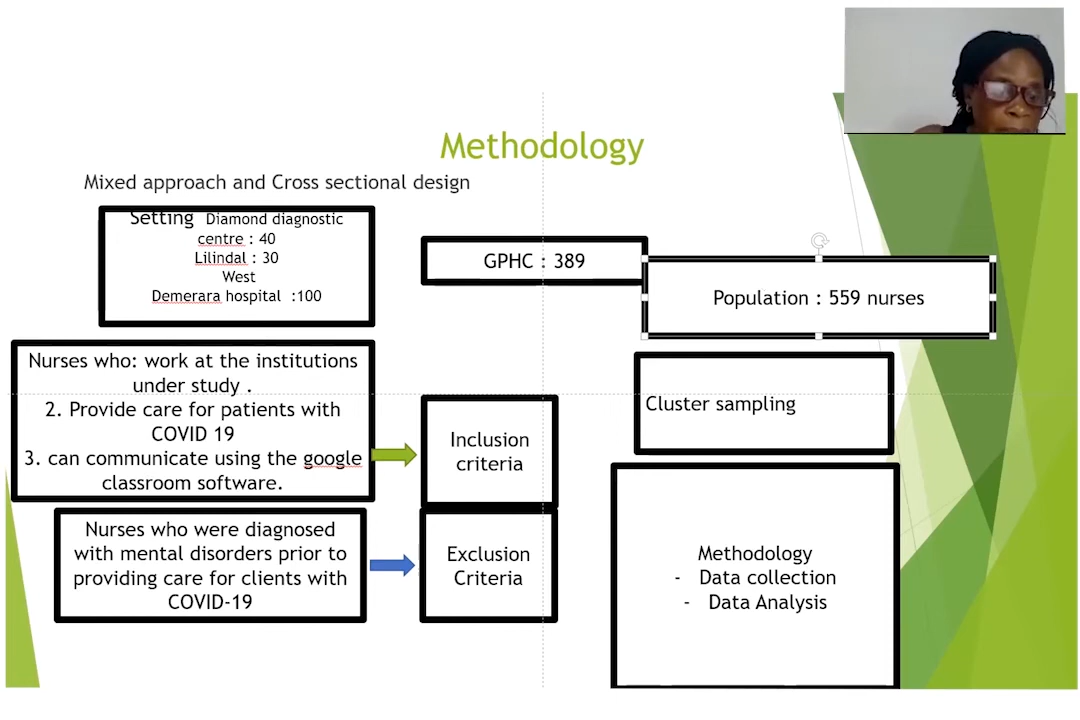 Methodology
Mixed approach and Cross sectional design
Setting Diamond diagnostic
centre : 40
Lilindal : 30
West
Demerara hospital :100
GPHC : 389
Population : 559 nurses
Nurses who: work at the institutions
under study .
2. Provide care for patients with
COVID 19
3. can communicate using the google
classroom software.
Inclusion
criteria
Cluster sampling
Nurses who were diagnosed
with mental disorders prior to
providing care for clients with
COVID-19
Exclusion
Criteria
Methodology
- Data collection
- Data Analysis